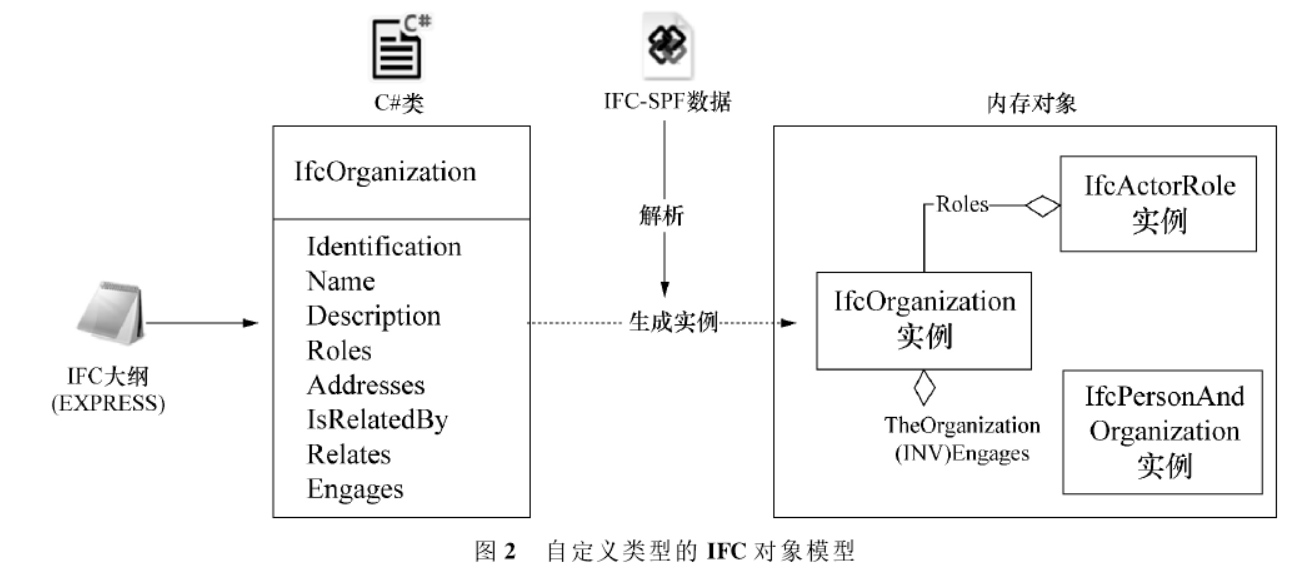 C#
C#类
IFC-SPF数据
内存对象
IfcOrganization
Identification
Name
Description
Roles
Addresses
IsRelatedBy
Relates
Engages
IFC大纲
(EXPRESS)
解析
生成实例
Roles
IfcActorRole
实例
IfcOrganization
实例
TheOrganization
(INV)Engages
IfcPersonAnd
Organization
实例
图 2 自定义类型的 IFC 对象模型